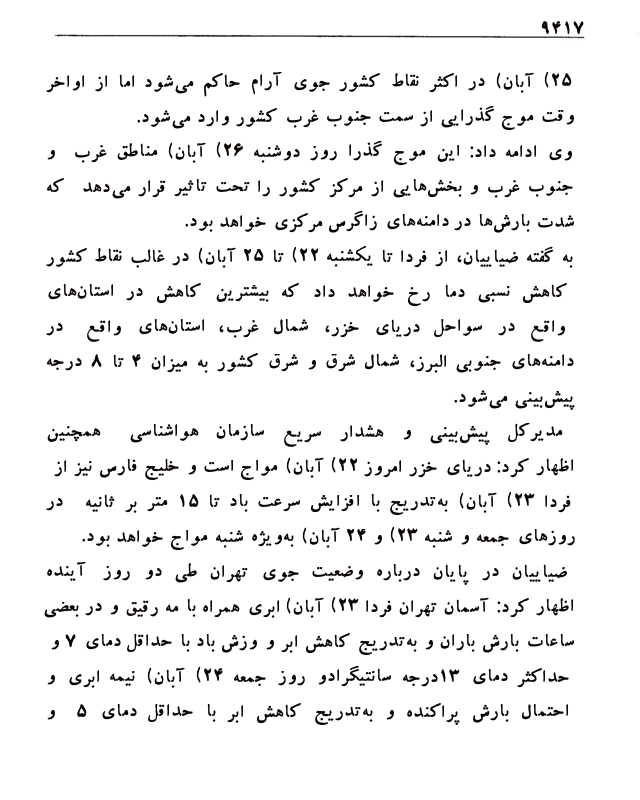 ۹۴۱۷
۲۵) آبان) در اکثر نقاط کشور جوی آرام حاکم می‌شود اما از اواخر
وقت موج گذرایی از سمت جنوب غرب کشور وارد می‌شود.
وی ادامه داد: این موج گذرا روز دوشنبه ۲۶) آبان) مناطق غرب و
جنوب غرب و بخش‌هایی از مرکز کشور را تحت تاثیر قرار می‌دهد که
شدت بارش‌ها در دامنه‌های زاگرس مرکزی خواهد بود.
به گفته ضیاییان، از فردا تا یکشنبه ۲۲) تا ۲۵ آبان) در غالب نقاط کشور
کاهش نسبی دما رخ خواهد داد که بیشترین کاهش در استان‌های
واقع در سواحل دریای خزر، شمال غرب، استان‌های واقع در
دامنه‌های جنوبی البرز، شمال شرق و شرق کشور به میزان ۴ تا ۸ درجه
پیش‌بینی می‌شود.
مدیرکل پیش‌بینی و هشدار سریع سازمان هواشناسی همچنین
اظهار کرد: دریای خزر امروز ۲۲) آبان) مواج است و خلیج فارس نیز از
فردا ۲۳) آبان) به‌تدریج با افزایش سرعت باد تا ۱۵ متر بر ثانیه در
روزهای جمعه و شنبه ۲۳) و ۲۴ آبان) به‌ویژه شنبه مواج خواهد بود.
ضیاییان در پایان درباره وضعیت جوی تهران طی دو روز آینده
اظهار کرد: آسمان تهران فردا ۲۳) آبان) ابری همراه با مه رقیق و در بعضی
ساعات بارش باران و به‌تدریج کاهش ابر و وزش باد با حداقل دمای ۷ و
حداکثر دمای ۱۳درجه سانتیگرادو روز جمعه ۲۴) آبان) نیمه ابری و
احتمال بارش پراکنده و به‌تدریج کاهش ابر با حداقل دمای ۵ و